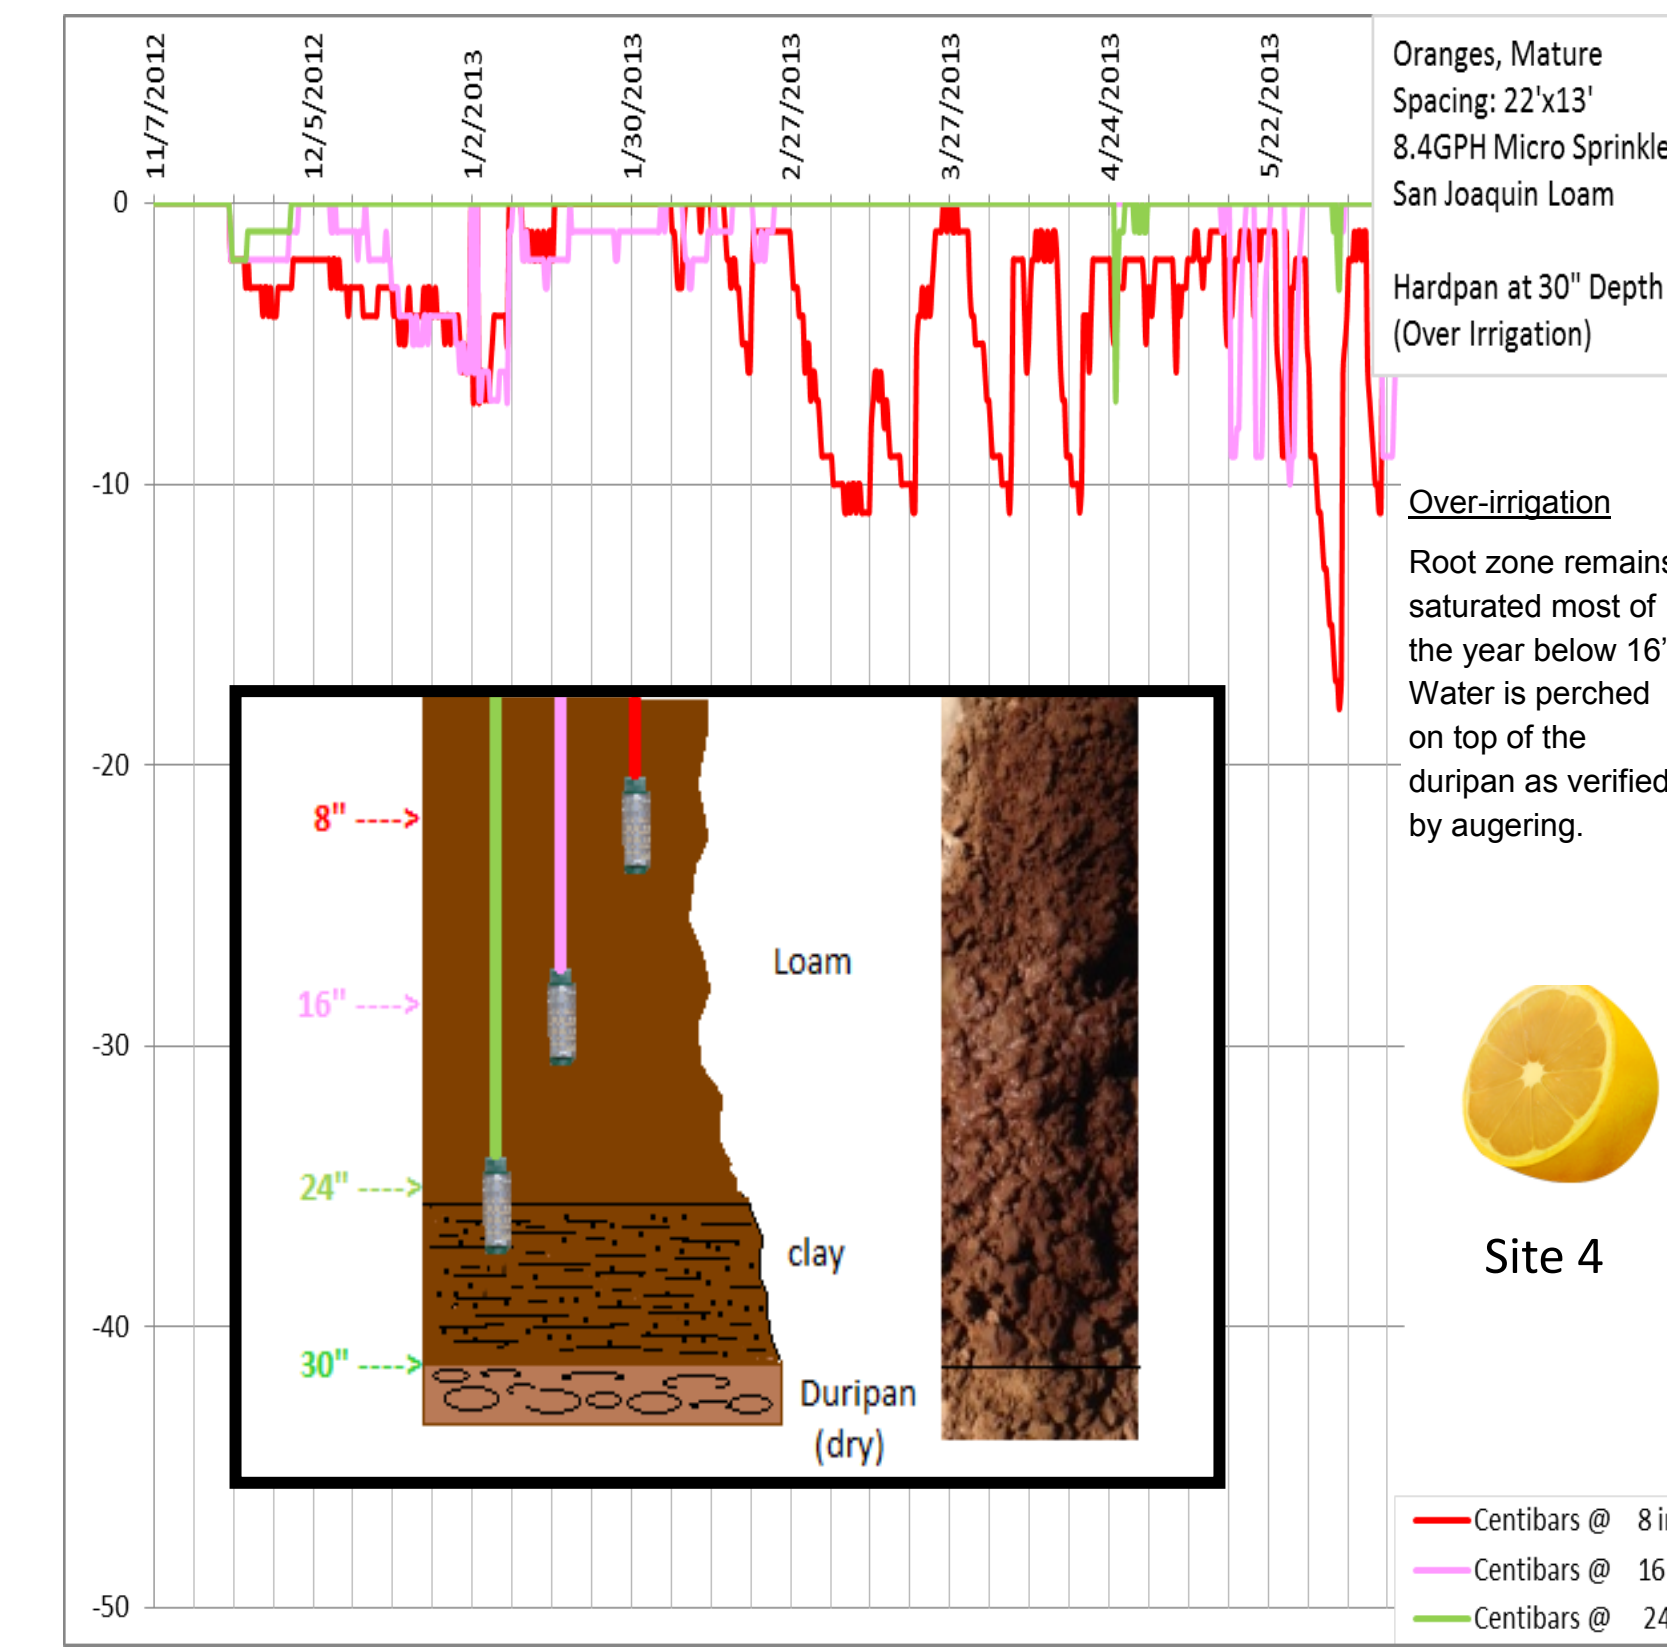 11/7/2012
12/5/2012
1/2/2013
1/30/2013
2/27/2013
3/27/2013
4/24/2013
5/22/2013
Oranges, Mature
Spacing: 22'x13'
8.4GPH Micro Sprinkle
San Joaquin Loam
Hardpan at 30" Depth
(Over Irrigation)
0
-10
-20
-30
-40
-50
Over-irrigation
Root zone remains
saturated most of
the year below 16”
Water is perched
on top of the
duripan as verified
by augering.
8" ---->
16" ---->
24" ---->
30" ---->
Loam
clay
Duripan
(dry)
Site 4
Centibars @ 8 in
Centibars @ 16
Centibars @ 24